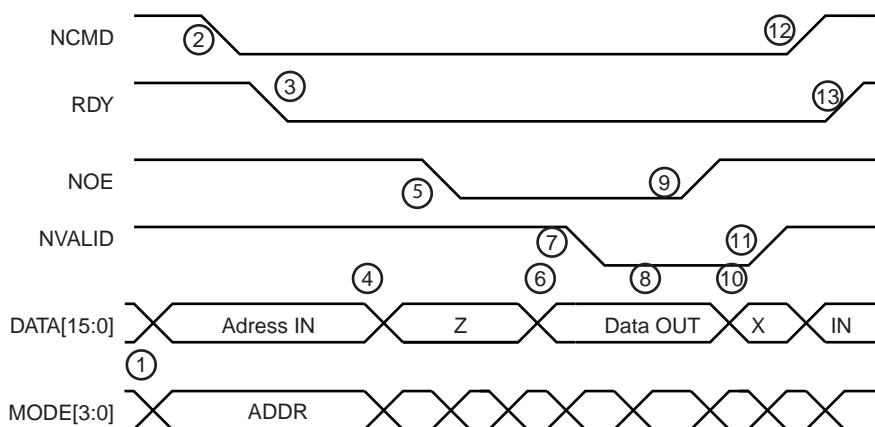 NCMD
2
12
RDY
3
13
NOE
5
9
NVALID
7
11
4
6
8
10
DATA[15:0]
Adress IN
Z
Data OUT
X
IN
1
MODE[3:0]
ADDR